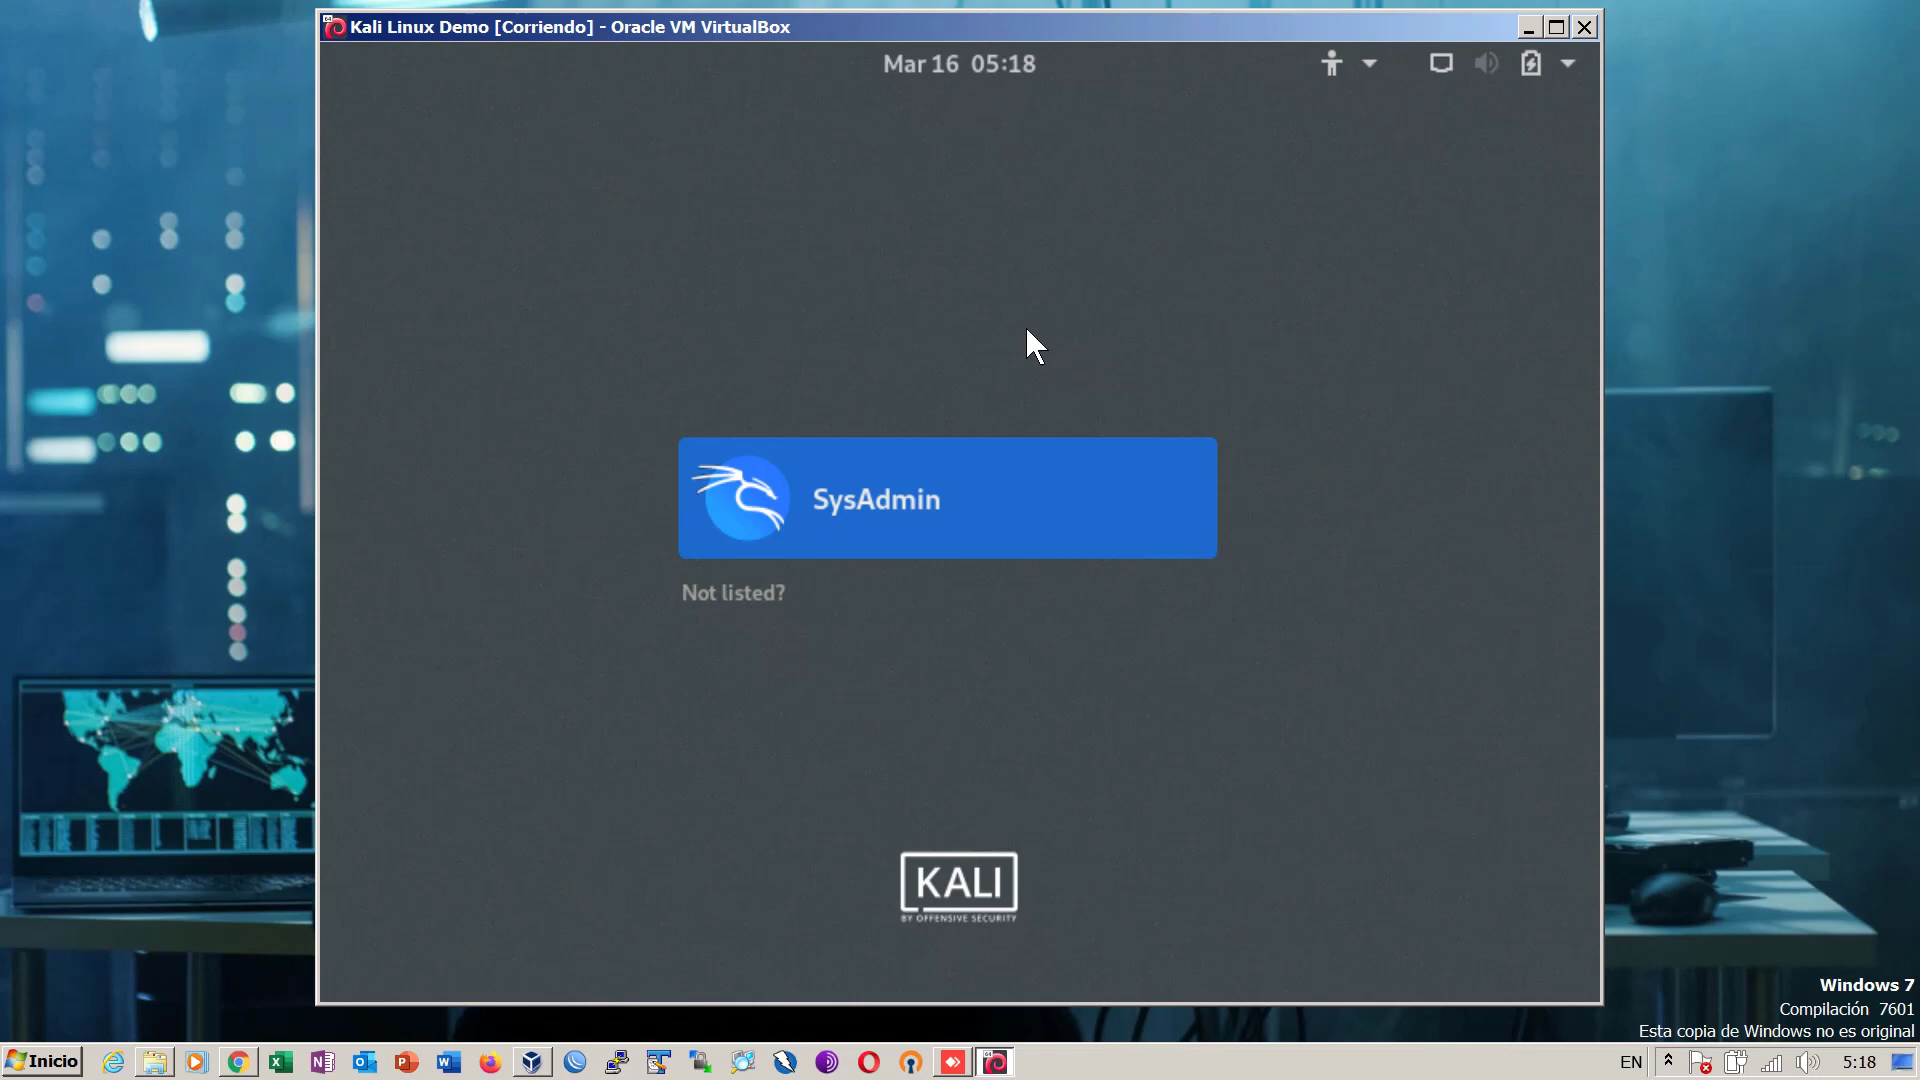 Kali Linux Demo [Corriendo] - Oracle VM VirtualBox
Mar 16 05:18
SysAdmin
Not listed?
KALI
BY OFFENSIVE SECURITY
Windows 7
Compilación 7601
Esta copia de Windows no es original
Inicio
EN
5:18